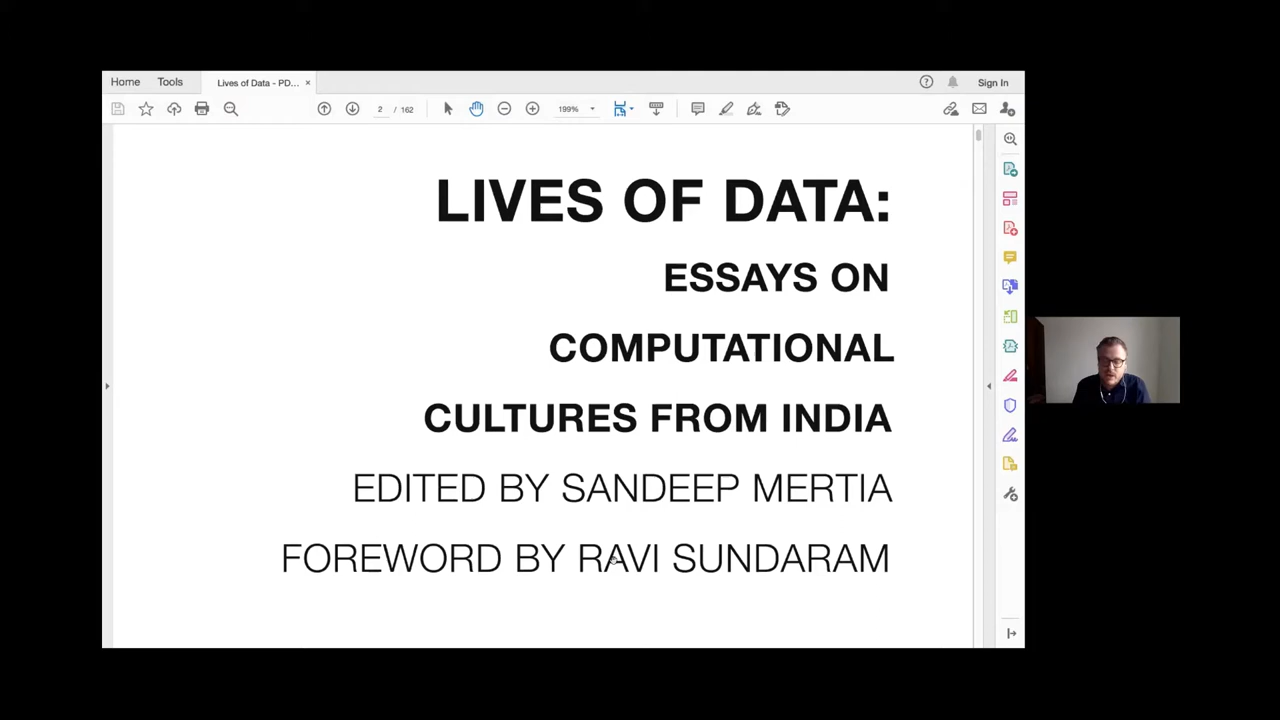 Home Tools Lives of Data - PD... × Sign In
2 / 162 199%
LIVES OF DATA:
ESSAYS ON
COMPUTATIONAL
CULTURES FROM INDIA
EDITED BY SANDEEP MERTIA
FOREWORD BY RAVI SUNDARAM